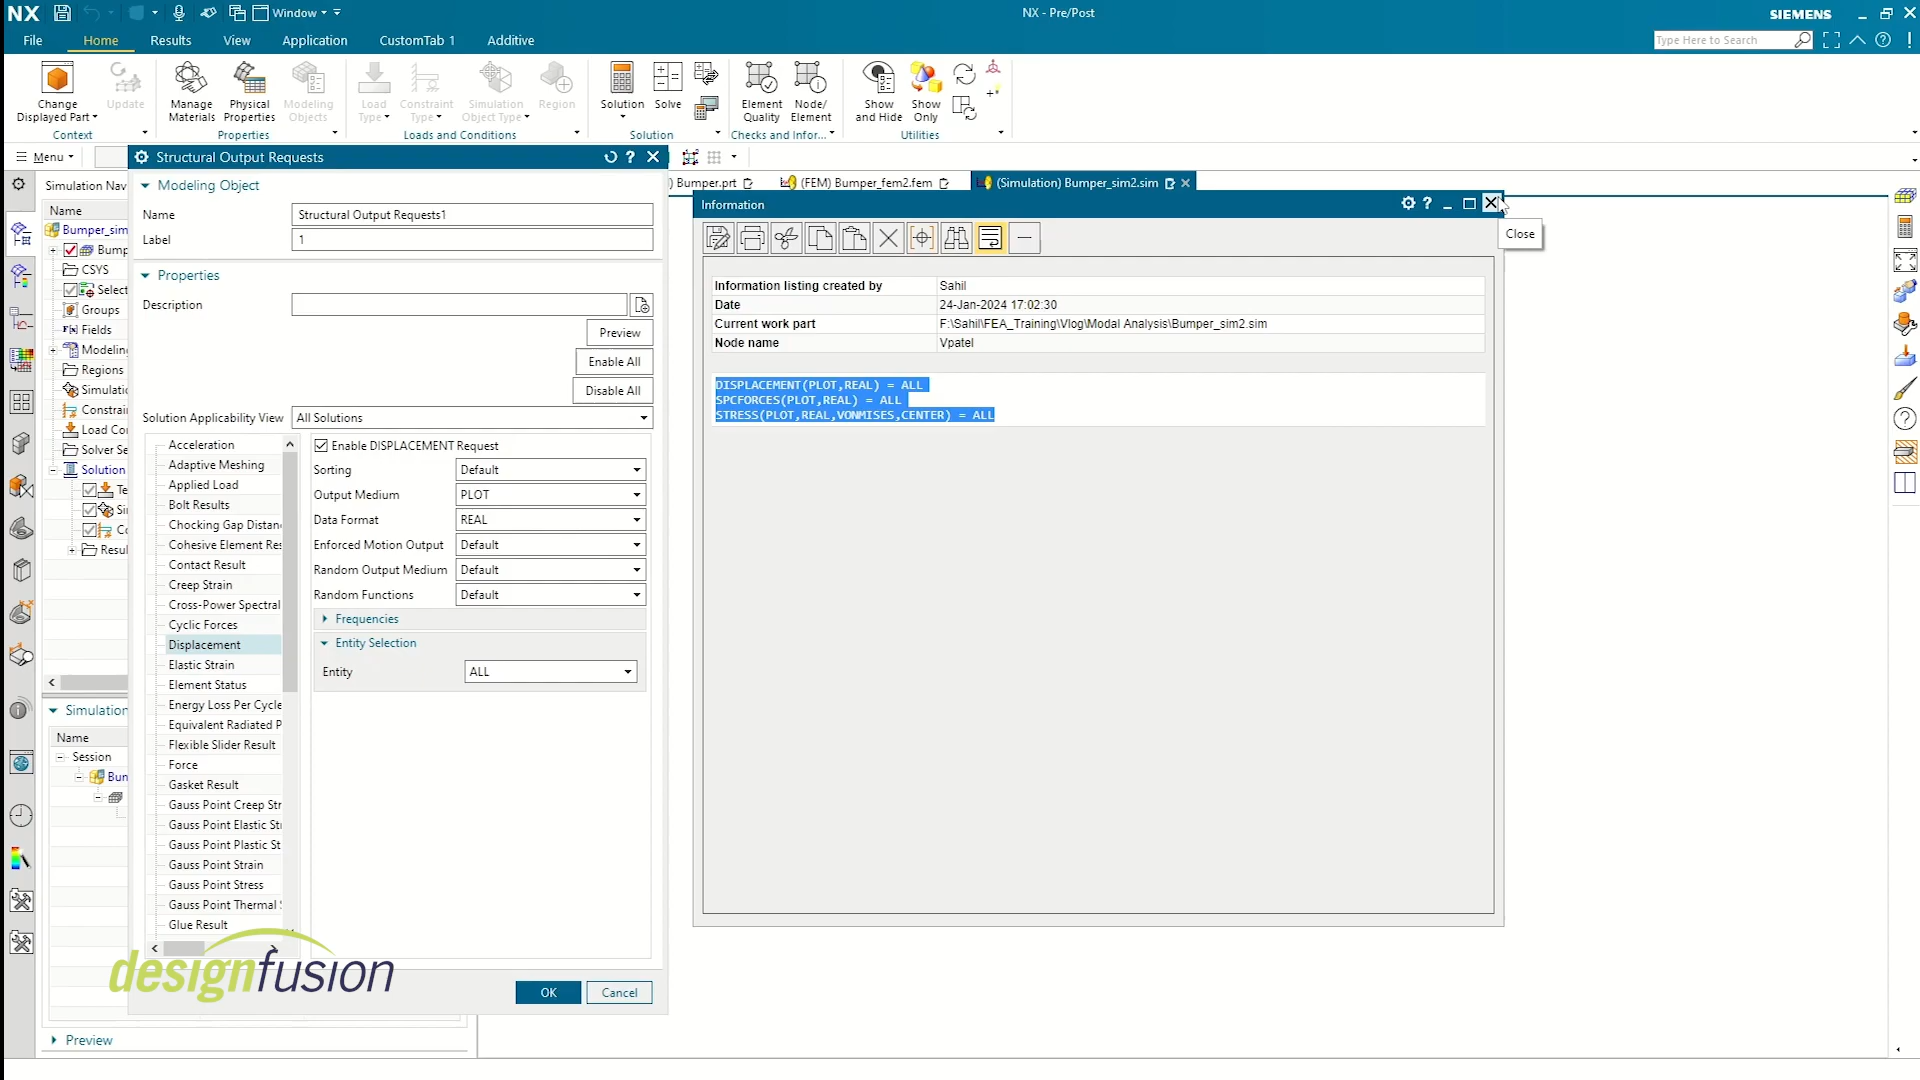 NX
Window
NX - Pre/Post
SIEMENS
File
Home
Results
View
Application
CustomTab 1
Additive
Type Here to Search
Change
Displayed Part
Update
Manage
Materials
Physical
Properties
Modeling
Objects
Load
Type
Constraint
Type
Simulation
Object Type
Region
Solution
Solve
Element
Quality
Node/
Element
Show
and Hide
Show
Only
Context
Properties
Loads and Conditions
Solution
Checks and Infor...
Utilities
Menu
Structural Output Requests
Bumper.prt
(FEM) Bumper_fem2.fem
(Simulation) Bumper_sim2.sim
Simulation Nav
Name
Bumper_sim
Bump
CSYS
Select
Groups
Fields
Modeling
Regions
Simulatio
Constrain
Load Co
Solver Se
Solution
Te
Si
Co
Resul
Simulation
Name
Session
Bun
Preview
Modeling Object
Name
Structural Output Requests1
Label
1
Properties
Description
Preview
Enable All
Disable All
Solution Applicability View
All Solutions
Acceleration
Adaptive Meshing
Applied Load
Bolt Results
Chocking Gap Distan
Cohesive Element Res
Contact Result
Creep Strain
Cross-Power Spectral
Cyclic Forces
Displacement
Elastic Strain
Element Status
Energy Loss Per Cycle
Equivalent Radiated P
Flexible Slider Result
Force
Gasket Result
Gauss Point Creep Str
Gauss Point Elastic St
Gauss Point Plastic St
Gauss Point Strain
Gauss Point Stress
Gauss Point Thermal
Glue Result
Enable DISPLACEMENT Request
Sorting
Default
Output Medium
PLOT
Data Format
REAL
Enforced Motion Output
Default
Random Output Medium
Default
Random Functions
Default
Frequencies
Entity Selection
Entity
ALL
OK
Cancel
designfusion
Information
Close
Information listing created by
Sahil
Date
24-Jan-2024 17:02:30
Current work part
F:\Sahil\FEA_Training\Vlog\Modal Analysis\Bumper_sim2.sim
Node name
Vpatel
DISPLACEMENT(PLOT,REAL) = ALL
SPCFORCES(PLOT,REAL) = ALL
STRESS(PLOT,REAL,VONMISES,CENTER) = ALL